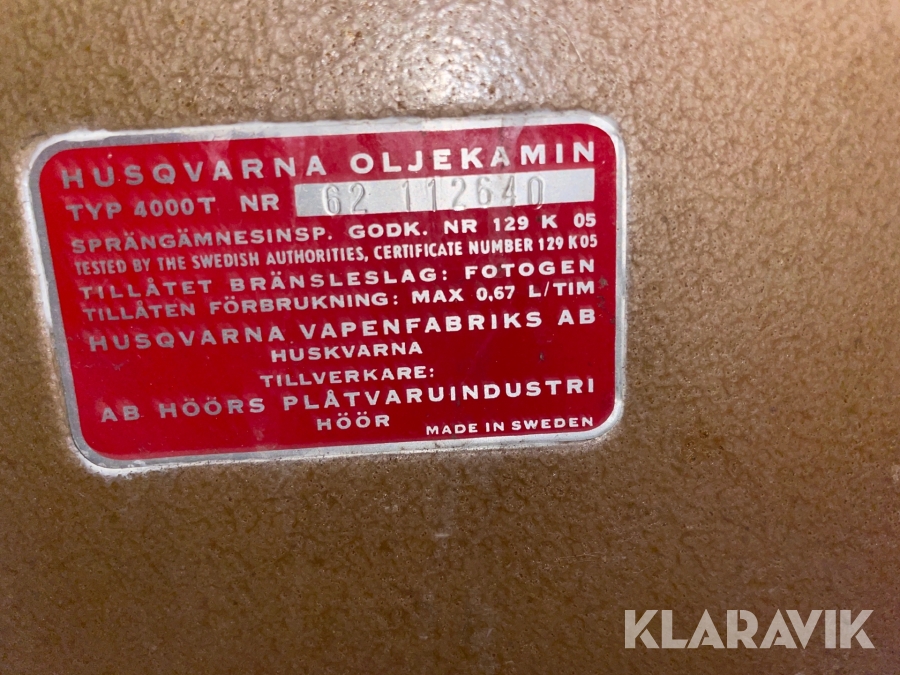 HUSQVARNA OLJEKAMIN
TYP 4000T NR 62 112640
SPRÄNGÄMNESINSP. GODK. NR 129 K 05
TESTED BY THE SWEDISH AUTHORITIES, CERTIFICATE NUMBER 129 K05
TILLÅTET BRÄNSLESLAG: FOTOGEN
TILLÅTEN FÖRBRUKNING: MAX 0,67 L/TIM
HUSQVARNA VAPENFABRIKS AB
HUSKVARNA
TILLVERKARE:
AB HÖÖRS PLÅTVARUINDUSTRI
HÖÖR
MADE IN SWEDEN
KLARAVIK